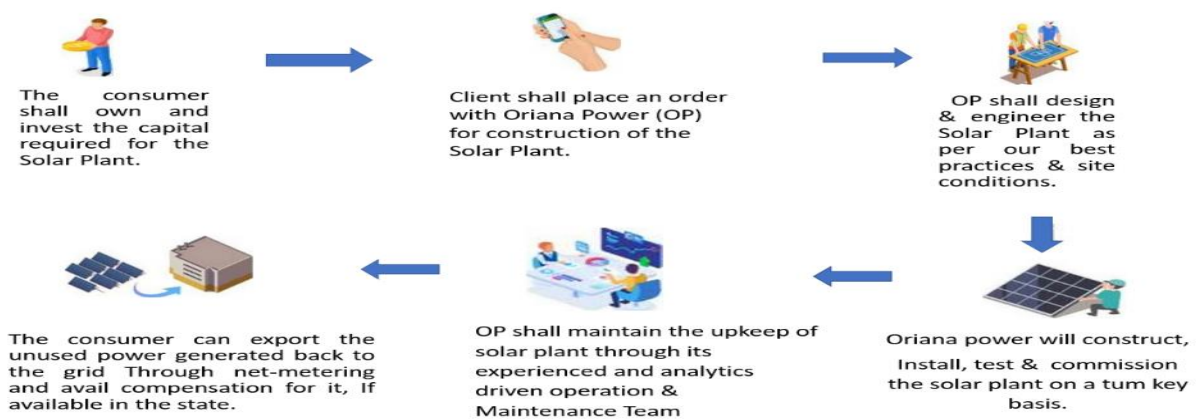 The consumer
shall own and
invest the capital
required for the
Solar Plant.
Client shall place an order
with Oriana Power (OP)
for construction of the
Solar Plant.
OP shall design
& engineer the
Solar Plant as
per our best
practices & site
conditions.
Oriana power will construct,
Install, test & commission
the solar plant on a tum key
basis.
OP shall maintain the upkeep of
solar plant through its
experienced and analytics
driven operation &
Maintenance Team
The consumer can export the
unused power generated back to
the grid Through net-metering
and avail compensation for it, If
available in the state.